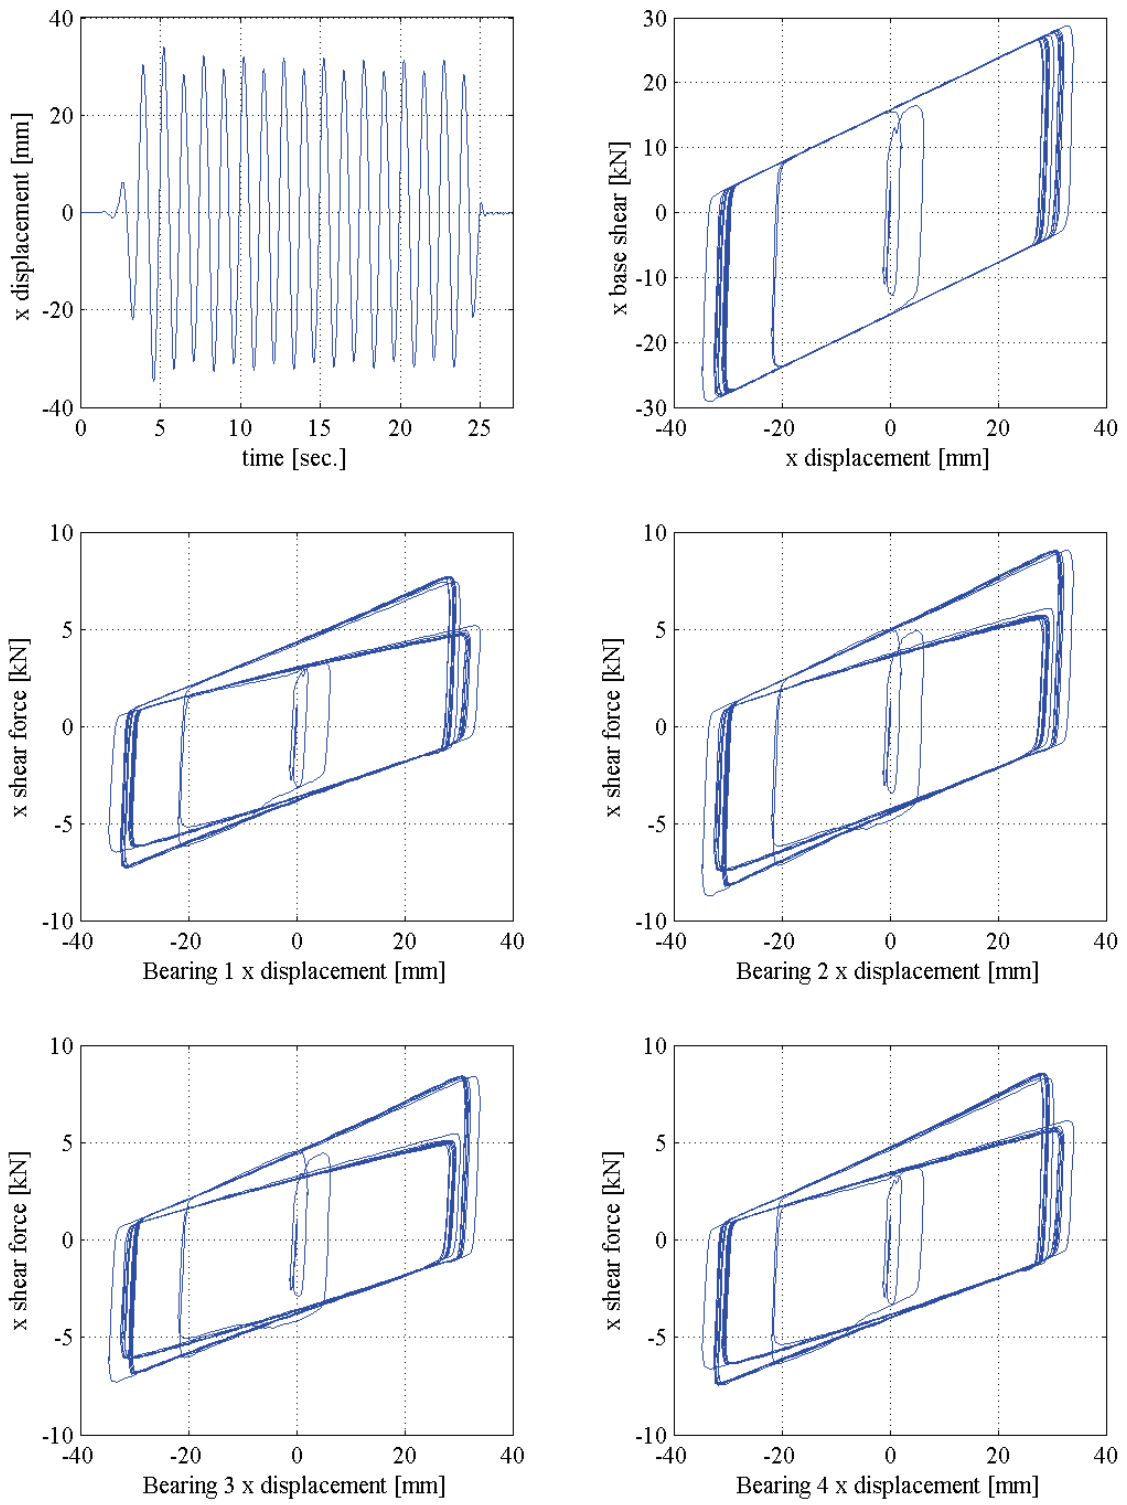 40
20
0
-20
-40
x displacement [mm]
0 5 10 15 20 25
time [sec.]
30
20
10
0
-10
-20
-30
x base shear [kN]
-40 -20 0 20 40
x displacement [mm]
10
5
0
-5
-10
x shear force [kN]
-40 -20 0 20 40
Bearing 1 x displacement [mm]
10
5
0
-5
-10
x shear force [kN]
-40 -20 0 20 40
Bearing 2 x displacement [mm]
10
5
0
-5
-10
x shear force [kN]
-40 -20 0 20 40
Bearing 3 x displacement [mm]
10
5
0
-5
-10
x shear force [kN]
-40 -20 0 20 40
Bearing 4 x displacement [mm]